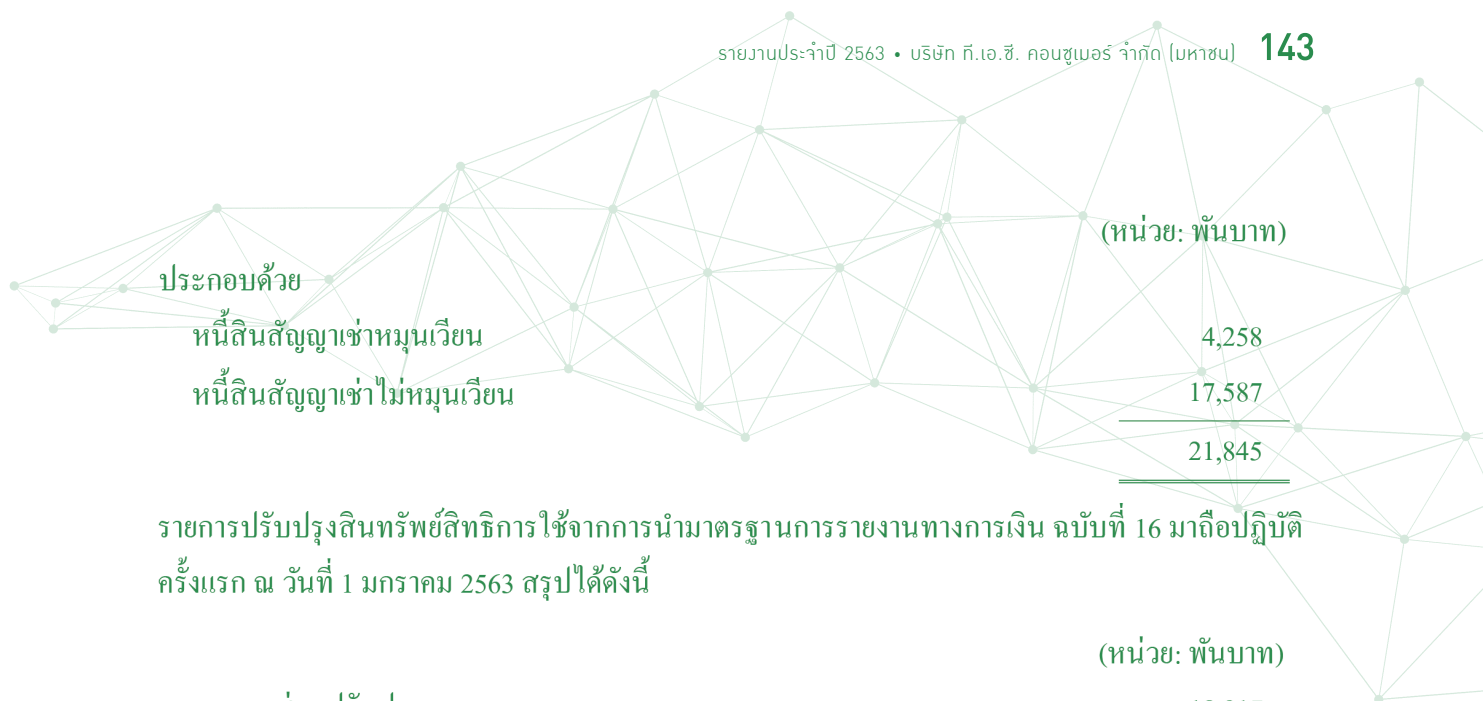 รายงานประจำปี 2563 • บริษัท ที.เอ.ซี. คอนซูเมอร์ จำกัด (มหาชน) 143
(หน่วย: พันบาท)
ประกอบด้วย
หนี้สินสัญญาเช่าหมุนเวียน 4,258
หนี้สินสัญญาเช่าไม่หมุนเวียน 17,587
21,845
รายการปรับปรุงสินทรัพย์สิทธิการใช้จากการนำมาตรฐานการรายงานทางการเงิน ฉบับที่ 16 มาถือปฏิบัติ
ครั้งแรก ณ วันที่ 1 มกราคม 2563 สรุปได้ดังนี้
(หน่วย: พันบาท)